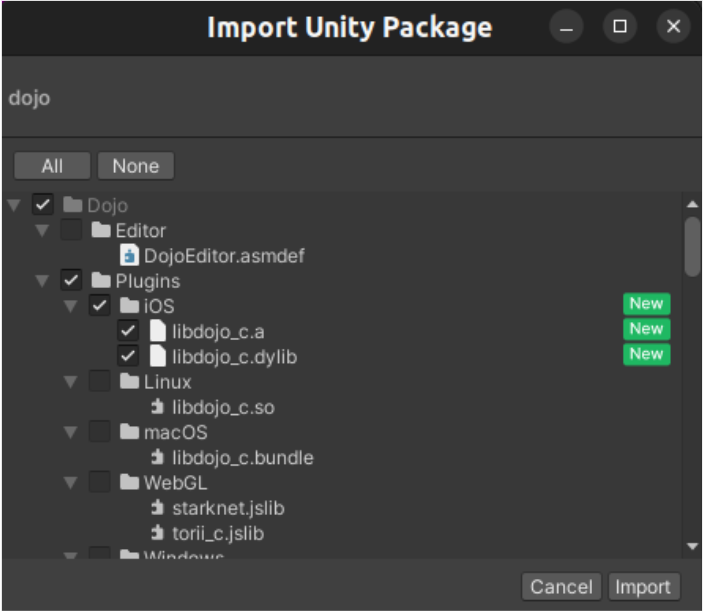 Import Unity Package
dojo
All None
Dojo
Editor
DojoEditor.asmdef
Plugins
iOS New
libdojo_c.a New
libdojo_c.dylib New
Linux
libdojo_c.so
macOS
libdojo_c.bundle
WebGL
starknet.jslib
torii_c.jslib
Windows
Cancel Import